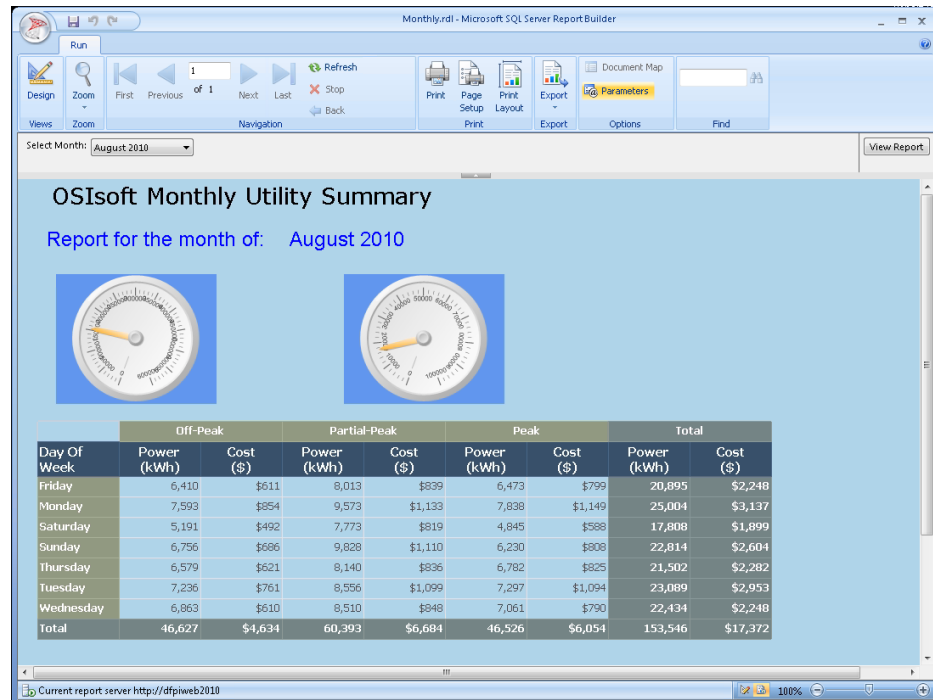 Monthly.rdl - Microsoft SQL Server Report Builder
Run
Design
Zoom
First
Previous
1
of 1
Next
Last
Refresh
Stop
Back
Print
Page Setup
Print Layout
Export
Document Map
Parameters
Views
Zoom
Navigation
Print
Export
Options
Find
Select Month: August 2010
View Report
OSIsoft Monthly Utility Summary
Report for the month of: August 2010
Off-Peak Partial-Peak Peak Total
Day Of Week Power (kWh) Cost ($) Power (kWh) Cost ($) Power (kWh) Cost ($) Power (kWh) Cost ($)
Friday 6,410 $611 8,013 $839 6,473 $799 20,895 $2,248
Monday 7,593 $854 9,573 $1,133 7,838 $1,149 25,004 $3,137
Saturday 5,191 $492 7,773 $819 4,845 $588 17,808 $1,899
Sunday 6,756 $686 9,828 $1,110 6,230 $808 22,814 $2,604
Thursday 6,579 $621 8,140 $836 6,782 $825 21,502 $2,282
Tuesday 7,236 $761 8,556 $1,099 7,297 $1,094 23,089 $2,953
Wednesday 6,863 $610 8,510 $848 7,061 $790 22,434 $2,248
Total 46,627 $4,634 60,393 $6,684 46,526 $6,054 153,546 $17,372
Current report server http://dfpiweb2010
100%